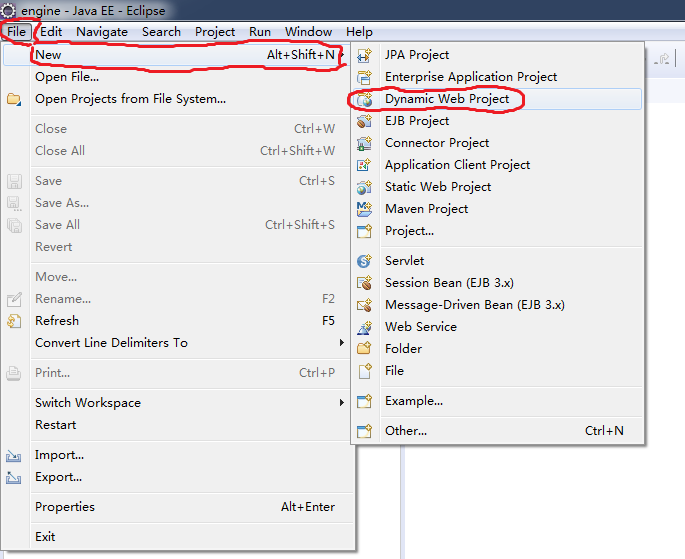 engine - Java EE - Eclipse
File Edit Navigate Search Project Run Window Help
New Alt+Shift+N
Open File...
Open Projects from File System...
Close Ctrl+W
Close All Ctrl+Shift+W
Save Ctrl+S
Save As...
Save All Ctrl+Shift+S
Revert
Move...
Rename... F2
Refresh F5
Convert Line Delimiters To
Print... Ctrl+P
Switch Workspace
Restart
Import...
Export...
Properties Alt+Enter
Exit
JPA Project
Enterprise Application Project
Dynamic Web Project
EJB Project
Connector Project
Application Client Project
Static Web Project
Maven Project
Project...
Servlet
Session Bean (EJB 3.x)
Message-Driven Bean (EJB 3.x)
Web Service
Folder
File
Example...
Other... Ctrl+N